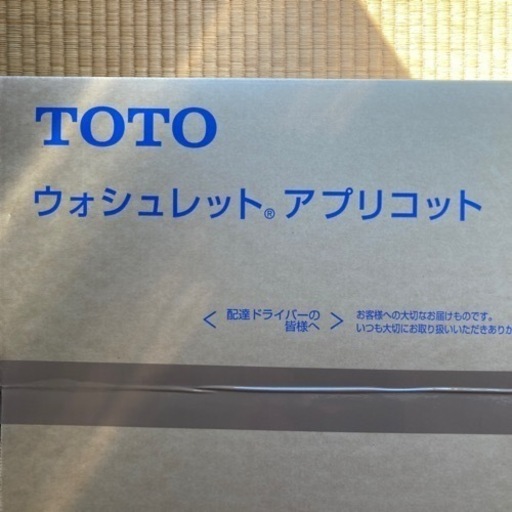 TOTO
ウォシュレット® アプリコット
< 配達ドライバーの
皆様へ >
お客様への大切なお届けものです。
いつも大切にお取り扱いいただきありが